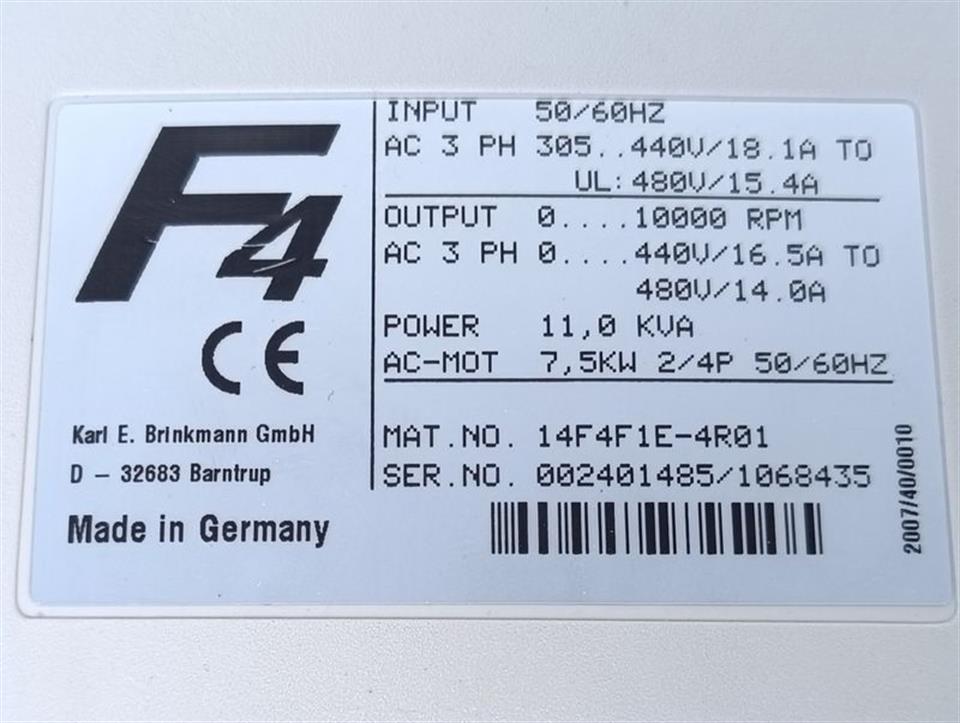 F4
CE
Karl E. Brinkmann GmbH
D – 32683 Barntrup
Made in Germany
INPUT 50/60HZ
AC 3 PH 305..440V/18.1A TO
UL: 480V/15.4A
OUTPUT 0....10000 RPM
AC 3 PH 0....440V/16.5A TO
480V/14.0A
POWER 11,0 KVA
AC-MOT 7,5KW 2/4P 50/60HZ
MAT.NO. 14F4F1E-4R01
SER.NO. 002401485/1068435
2007/40/0010